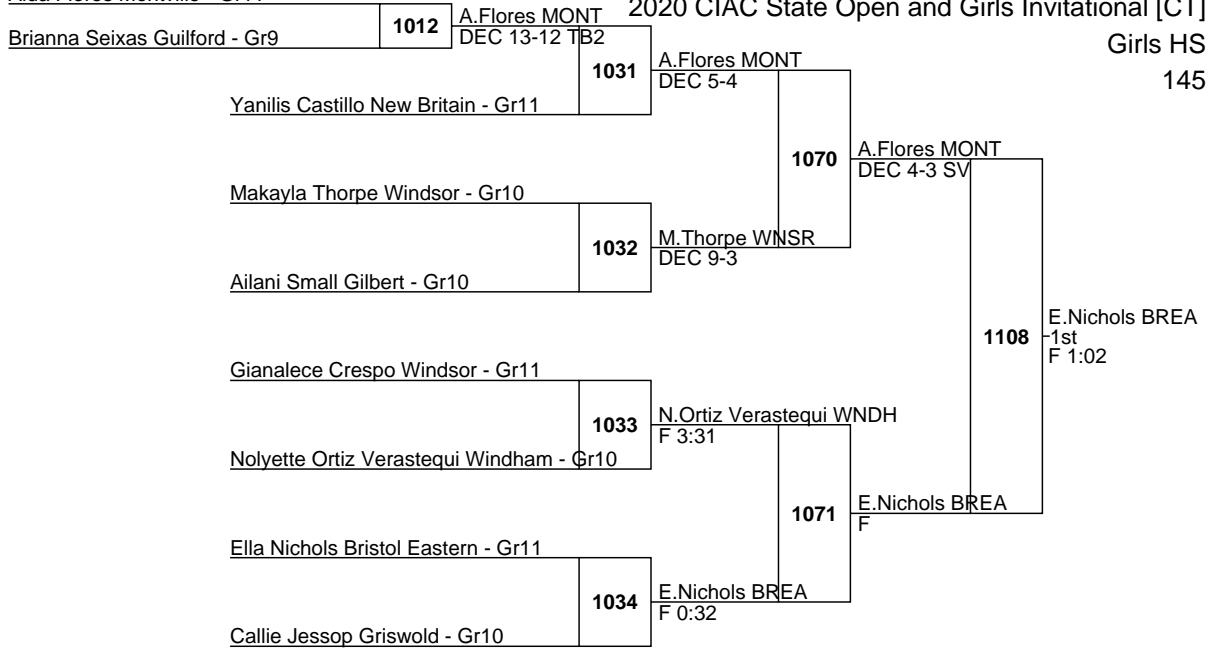 2020 CIAC State Open and Girls Invitational [CT]
Girls HS
145
Brianna Seixas Guilford - Gr9
1012
A.Flores MONT
DEC 13-12 TB2
Yanilis Castillo New Britain - Gr11
1031
A.Flores MONT
DEC 5-4
Makayla Thorpe Windsor - Gr10
Ailani Small Gilbert - Gr10
1032
M.Thorpe WNSR
DEC 9-3
1070
A.Flores MONT
DEC 4-3 SV
Gianalece Crespo Windsor - Gr11
Nolyette Ortiz Verastequi Windham - Gr10
1033
N.Ortiz Verastequi WNDH
F 3:31
Ella Nichols Bristol Eastern - Gr11
Callie Jessop Griswold - Gr10
1034
E.Nichols BREA
F 0:32
1071
E.Nichols BREA
F
1108
E.Nichols BREA
1st
F 1:02